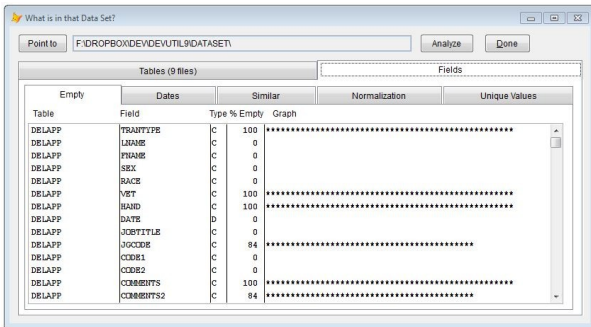 What is in that Data Set?
Point to F:\DROPBOX\DEV\DEVUTIL9\DATASET\ Analyze Done
Tables (9 files) Fields
Empty Dates Similar Normalization Unique Values
Table Field Type % Empty Graph
DELAPP TRANTYPE C 100 **************************************************
DELAPP LNAME C 0
DELAPP FNAME C 0
DELAPP SEX C 0
DELAPP RACE C 0
DELAPP VET C 100 **************************************************
DELAPP HAND C 100 **************************************************
DELAPP DATE D 0
DELAPP JOBTITLE C 0
DELAPP JGCODE C 84 ******************************************
DELAPP CODE1 C 0
DELAPP CODE2 C 0
DELAPP COMMENTS C 100 **************************************************
DELAPP COMMENTS2 C 84 ******************************************